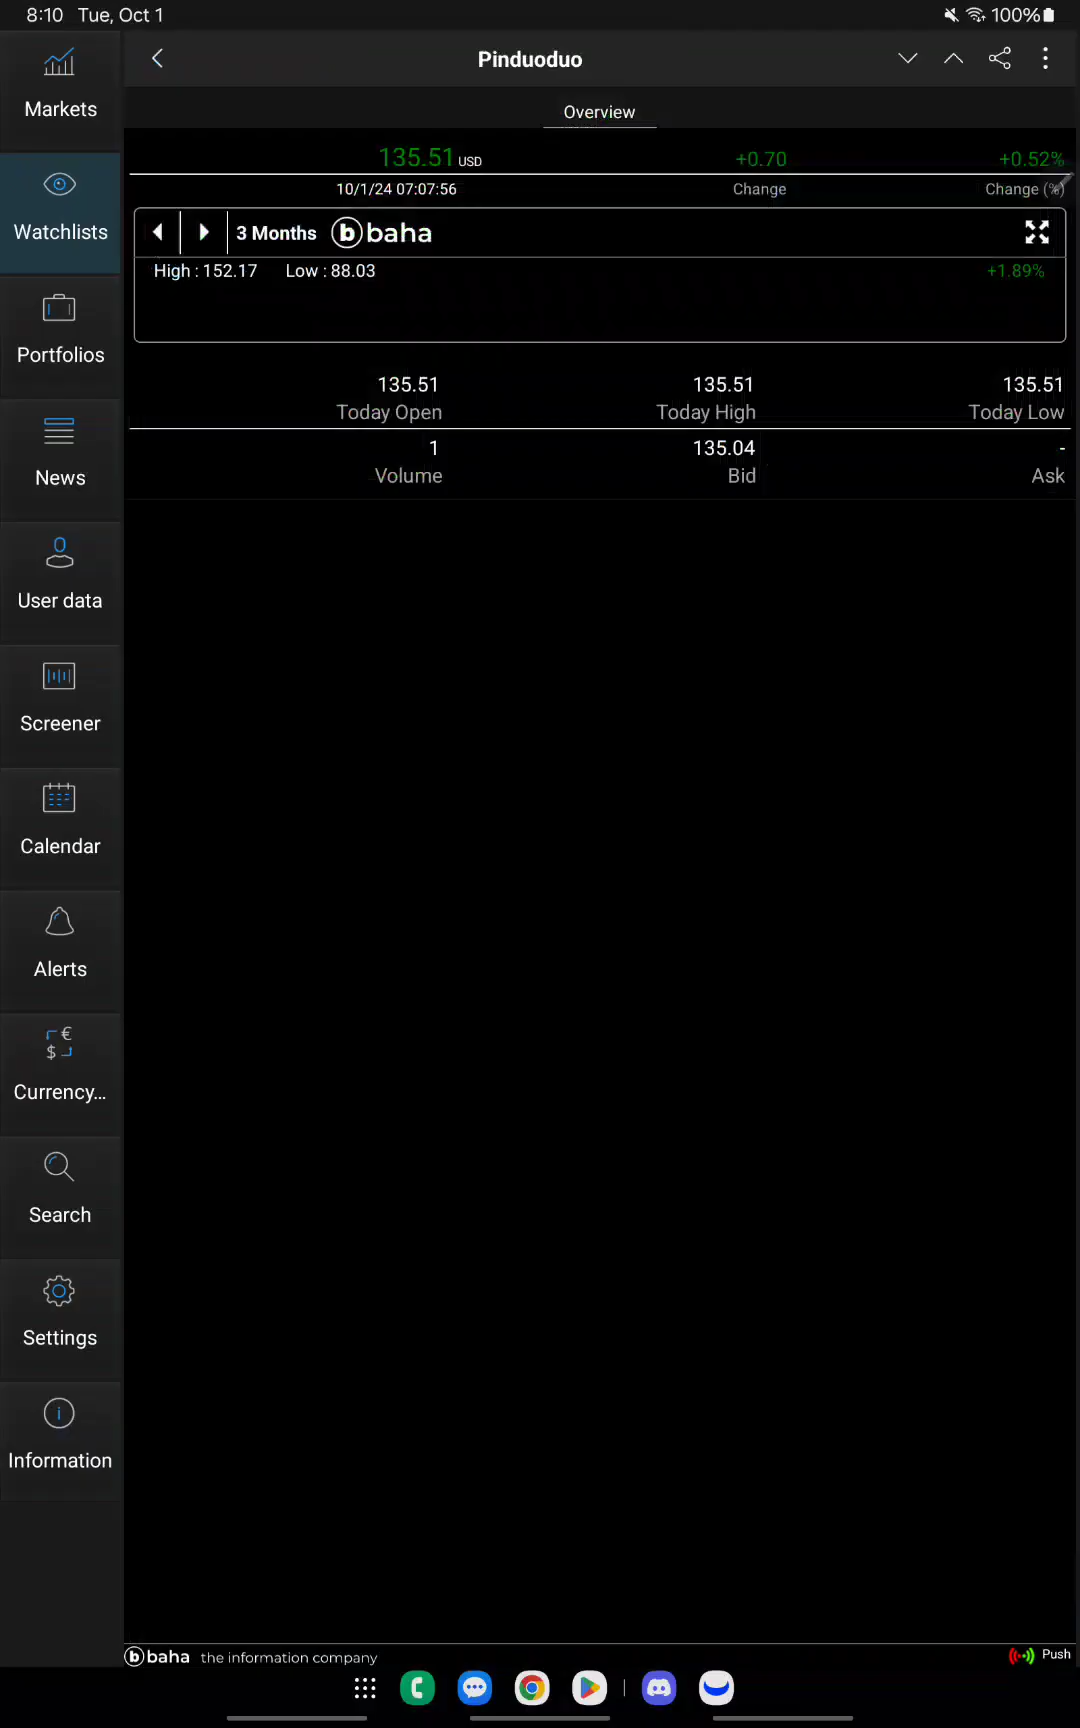 8:10 Tue, Oct 1 100%
Markets
Watchlists
Portfolios
News
User data
Screener
Calendar
Alerts
€
$
Currency...
Search
Settings
Information
Pinduoduo
Overview
135.51 USD +0.70 +0.52%
10/1/24 07:07:56 Change Change (%)
3 Months b baha
High : 152.17 Low : 88.03 +1.89%
135.51 135.51 135.51
Today Open Today High Today Low
1 135.04 -
Volume Bid Ask
b baha the information company Push